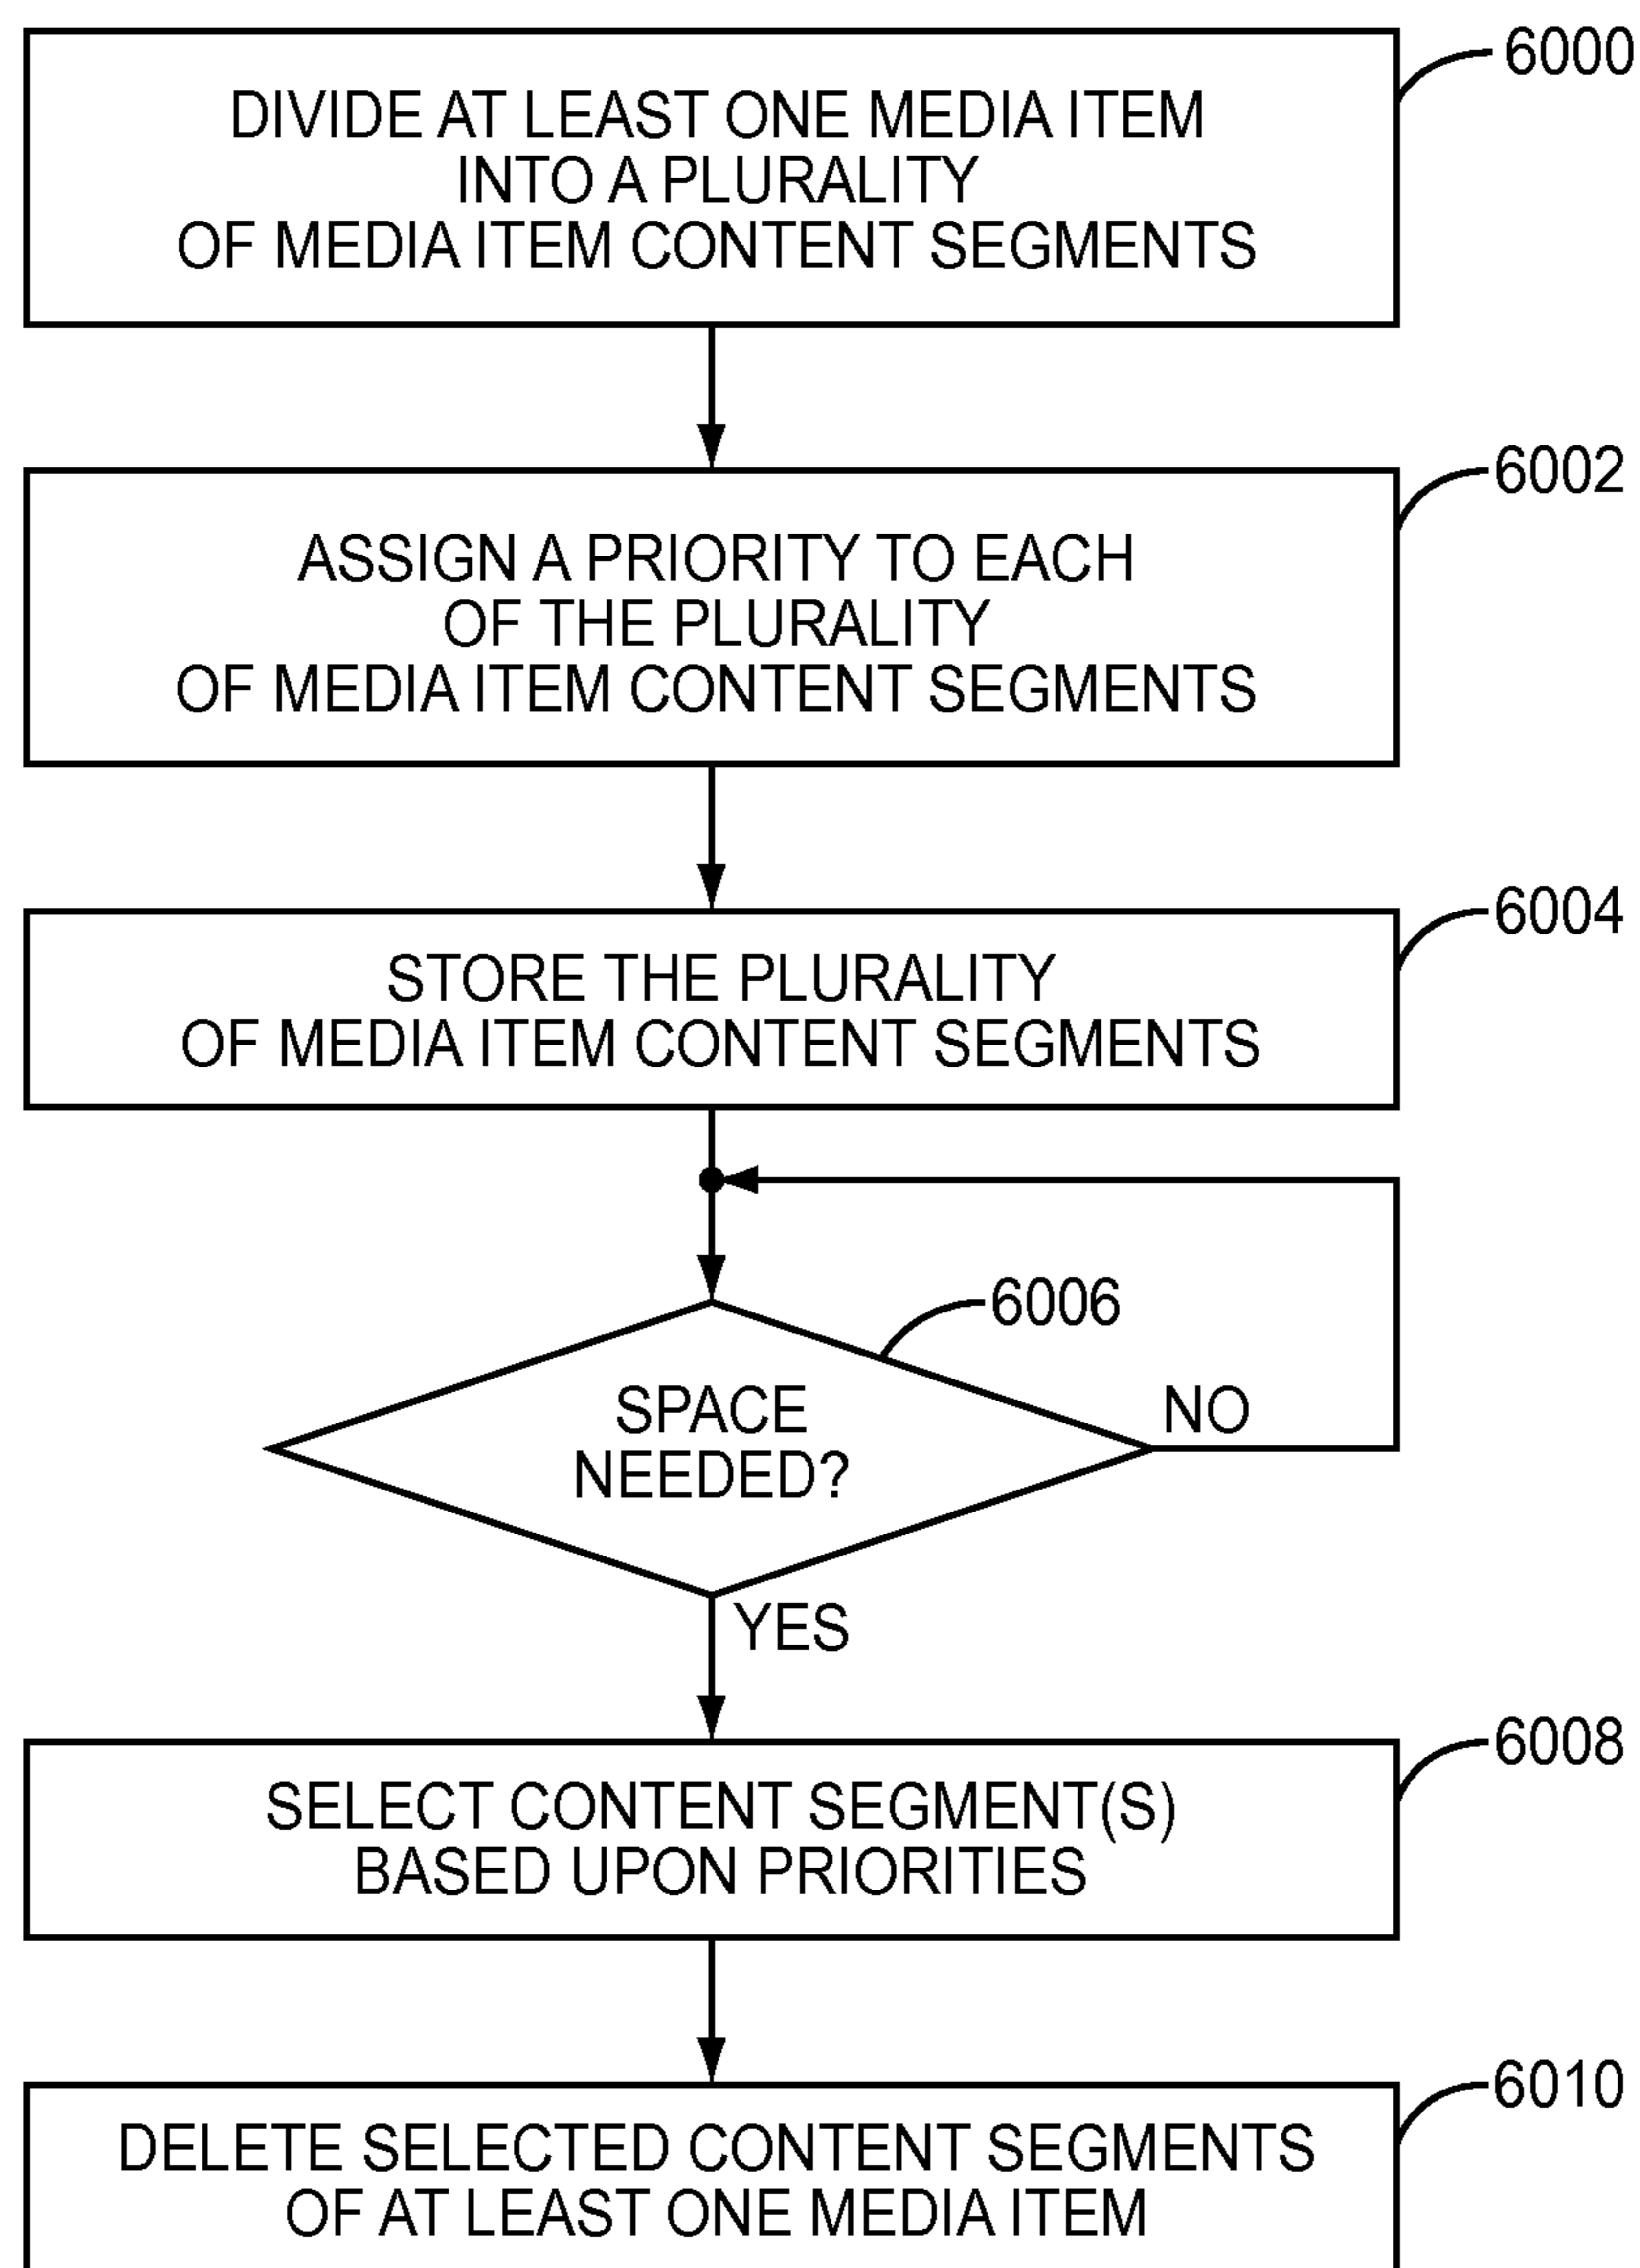 6000
DIVIDE AT LEAST ONE MEDIA ITEM
INTO A PLURALITY
OF MEDIA ITEM CONTENT SEGMENTS
6002
ASSIGN A PRIORITY TO EACH
OF THE PLURALITY
OF MEDIA ITEM CONTENT SEGMENTS
6004
STORE THE PLURALITY
OF MEDIA ITEM CONTENT SEGMENTS
6006
SPACE
NEEDED?
NO
YES
6008
SELECT CONTENT SEGMENT(S)
BASED UPON PRIORITIES
6010
DELETE SELECTED CONTENT SEGMENTS
OF AT LEAST ONE MEDIA ITEM